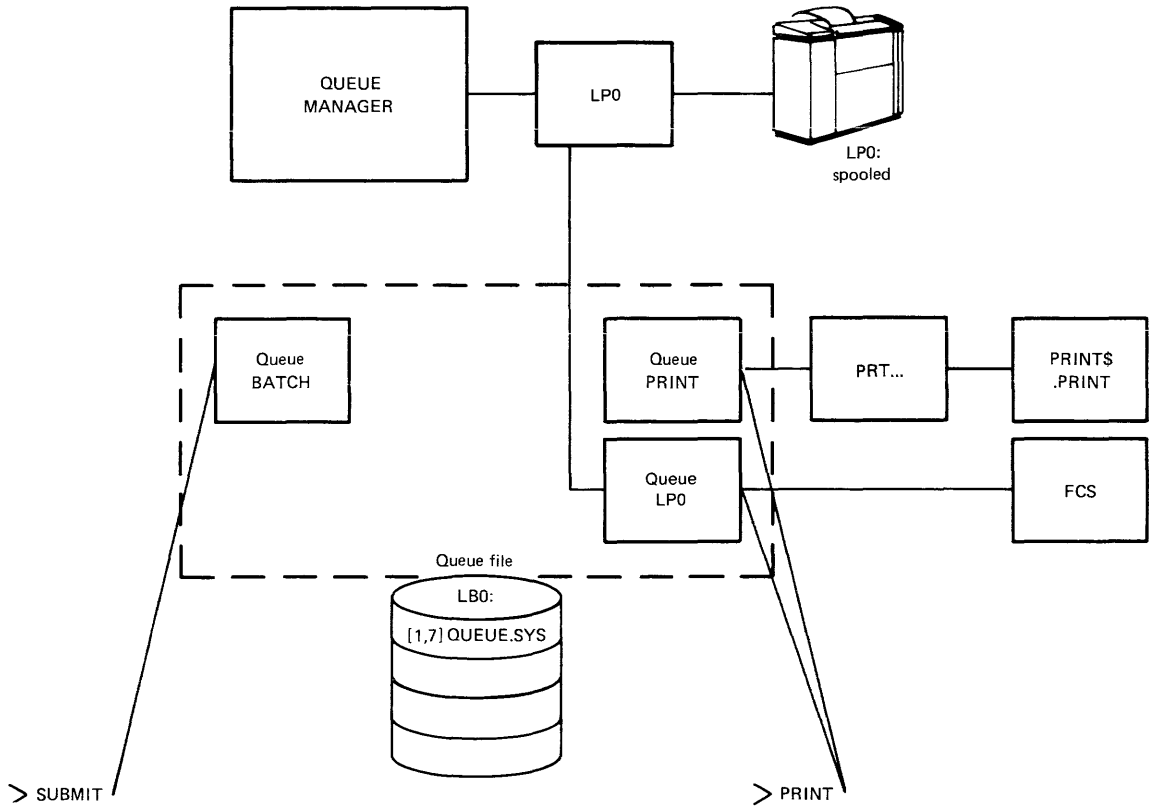 QUEUE
MANAGER
LP0
LP0:
spooled
Queue
BATCH
Queue
PRINT
PRT...
PRINT$
.PRINT
Queue
LP0
FCS
Queue file
LB0:
[1,7] QUEUE.SYS
> SUBMIT
> PRINT